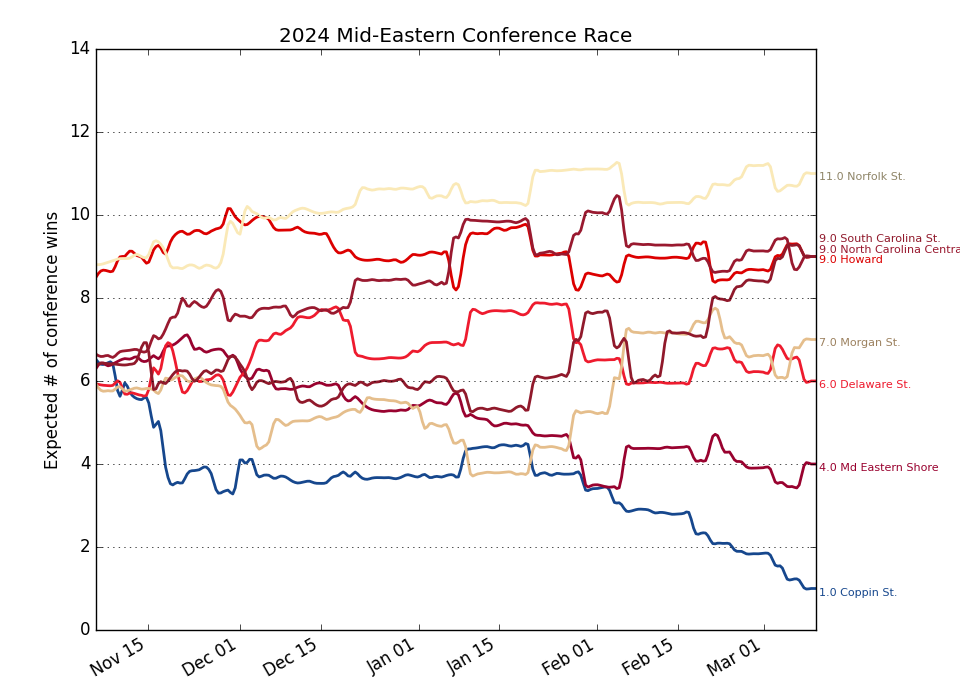 2024 Mid-Eastern Conference Race
Expected # of conference wins
14
12
10
8
6
4
2
0
Nov 15
Dec 01
Dec 15
Jan 01
Jan 15
Feb 01
Feb 15
Mar 01
11.0 Norfolk St.
9.0 South Carolina St.
9.0 North Carolina Centra
9.0 Howard
7.0 Morgan St.
6.0 Delaware St.
4.0 Md Eastern Shore
1.0 Coppin St.